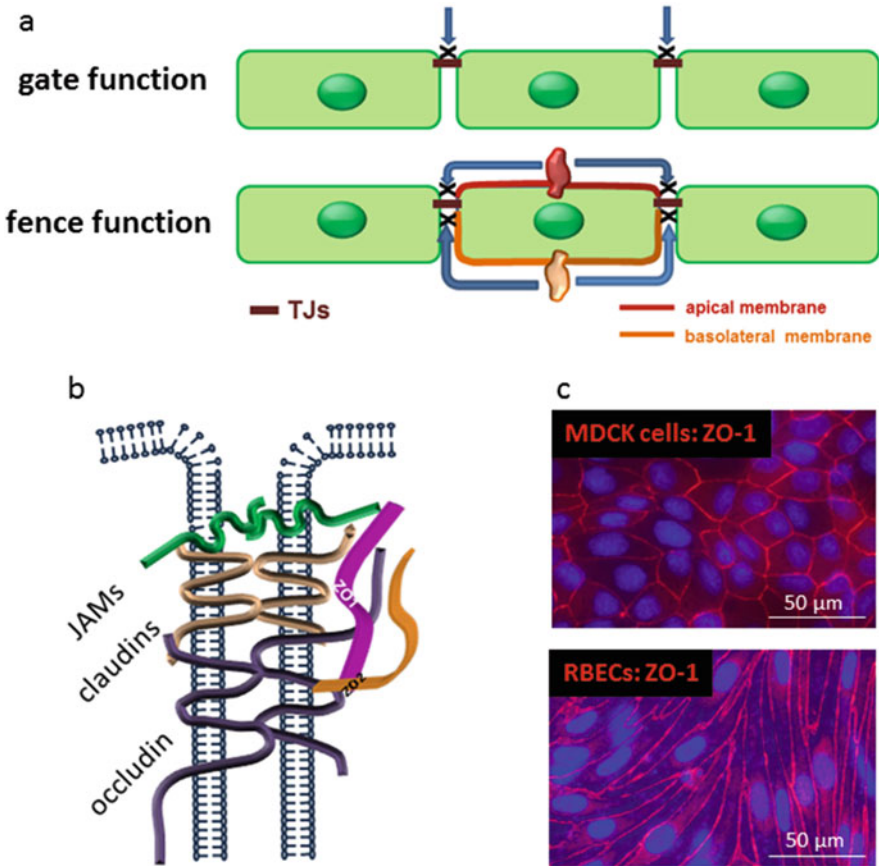 a
gate function
fence function
TJs
apical membrane
basolateral membrane
b
JAMs
claudins
occludin
ZO1
ZO2
c
MDCK cells: ZO-1
50 μm
RBECs: ZO-1
50 μm